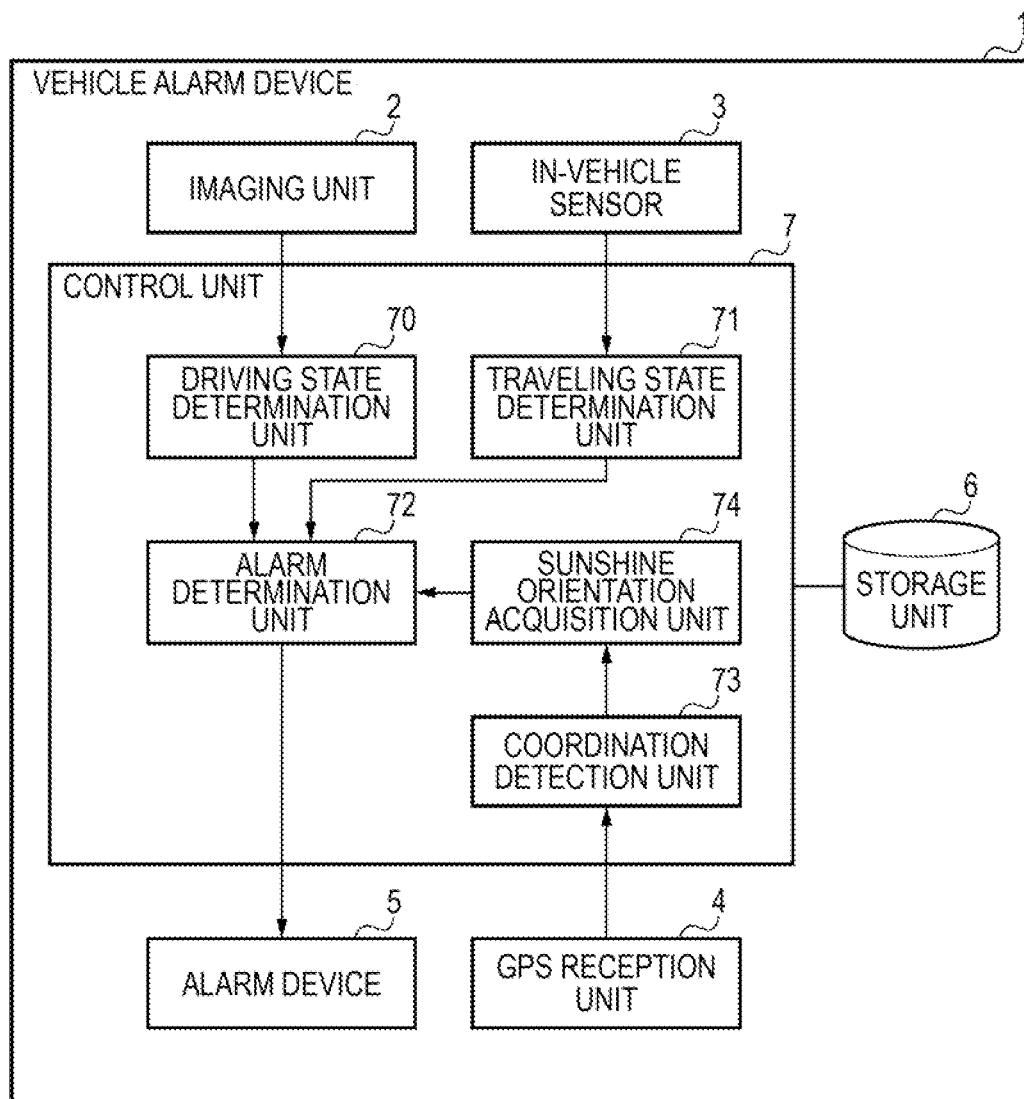 1
VEHICLE ALARM DEVICE
2
3
IMAGING UNIT
IN-VEHICLE
SENSOR
7
CONTROL UNIT
70
71
DRIVING STATE
DETERMINATION
UNIT
TRAVELING STATE
DETERMINATION
UNIT
72
74
6
ALARM
DETERMINATION
UNIT
SUNSHINE
ORIENTATION
ACQUISITION UNIT
STORAGE
UNIT
73
COORDINATION
DETECTION UNIT
5
4
ALARM DEVICE
GPS RECEPTION
UNIT